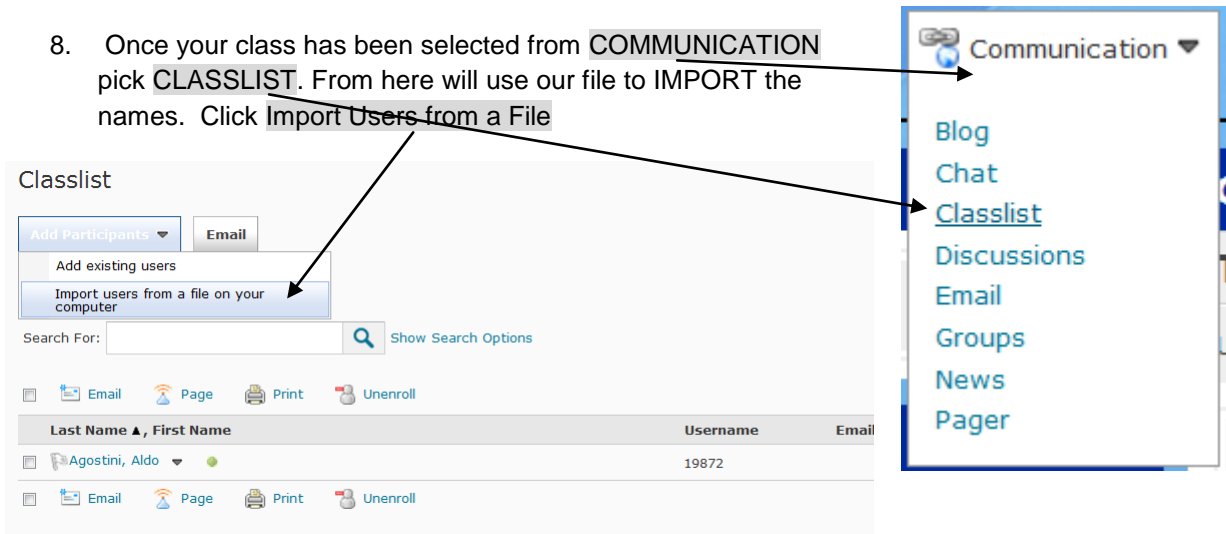 8. Once your class has been selected from COMMUNICATION
pick CLASSLIST. From here will use our file to IMPORT the
names. Click Import Users from a File
Communication
Blog
Chat
Classlist
Discussions
Email
Groups
News
Pager
Classlist
Add Participants
Email
Add existing users
Import users from a file on your
computer
Search For:
Show Search Options
Email Page Print Unenroll
Last Name ▲, First Name Username Email
Agostini, Aldo 19872
Email Page Print Unenroll